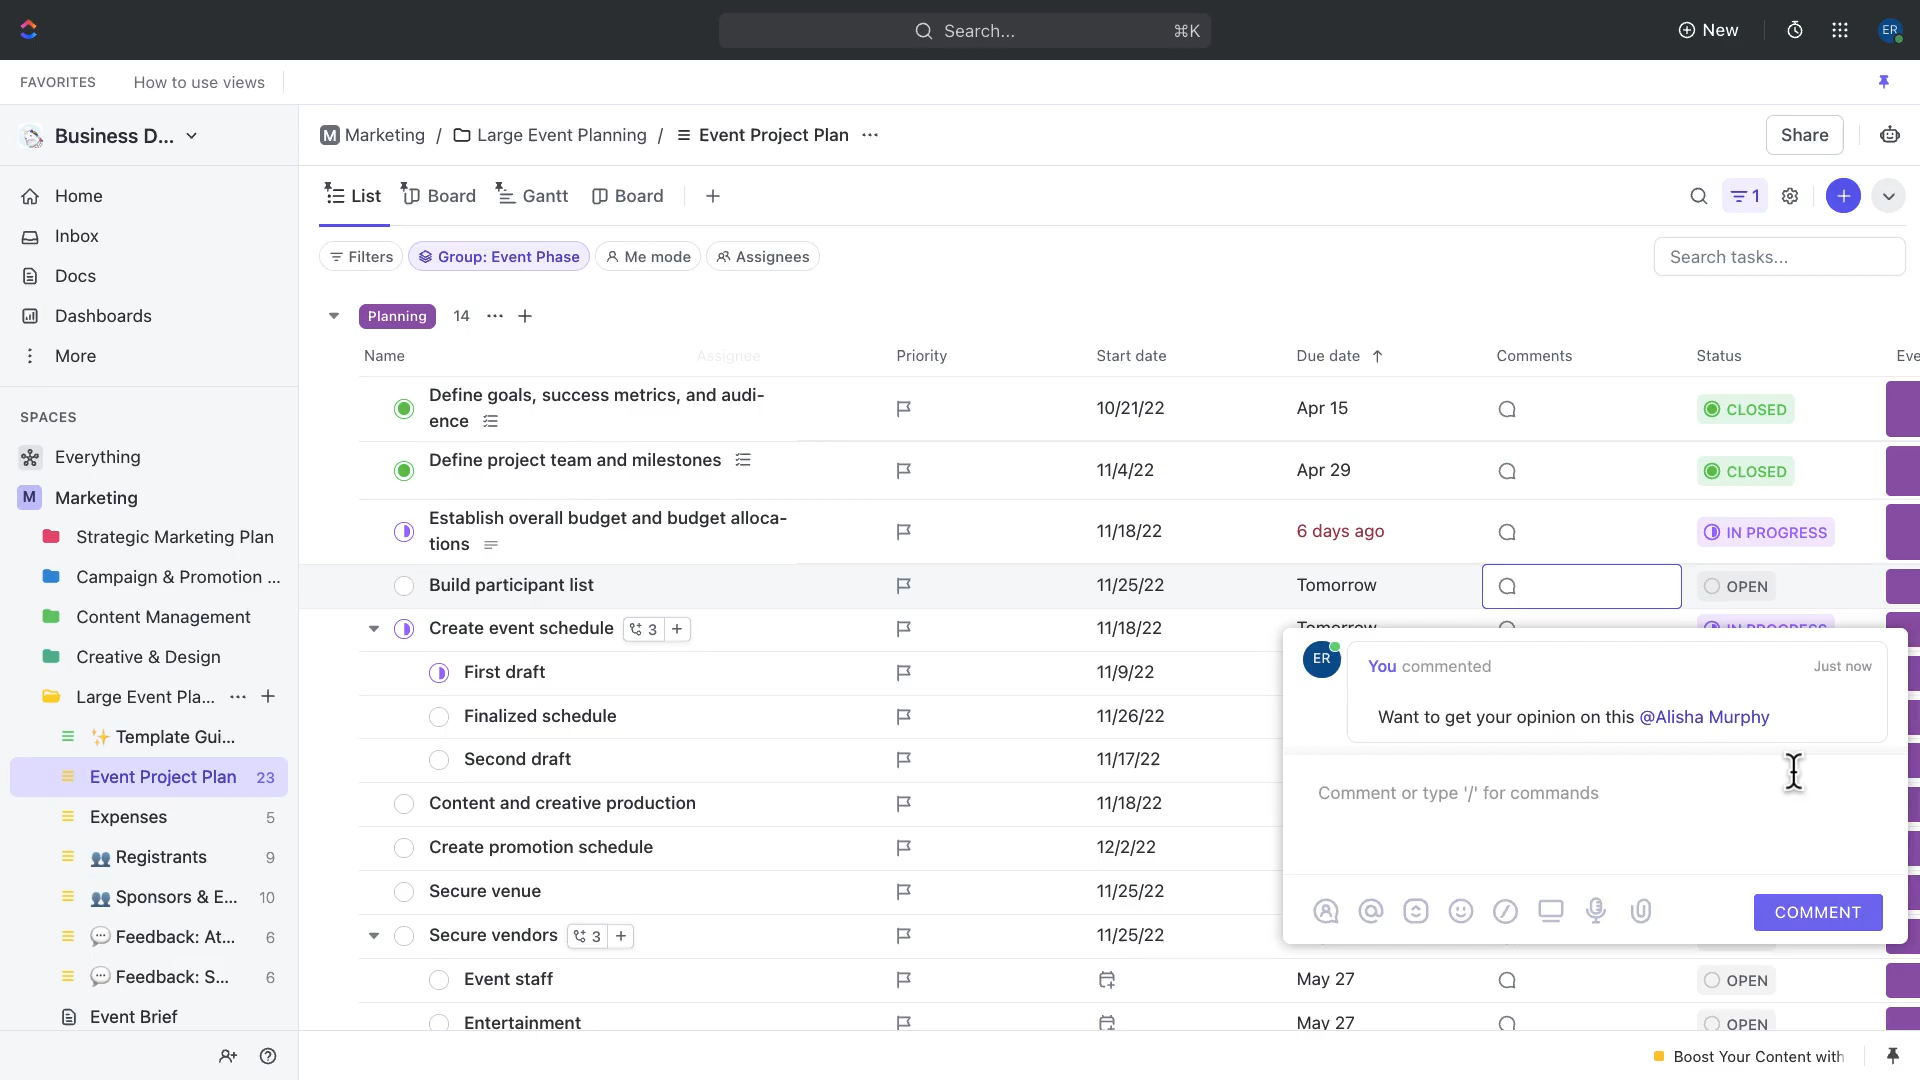 Search...
⌘K
New
ER
FAVORITES
How to use views
Business D...
M Marketing / Large Event Planning / Event Project Plan ...
Share
Home
Inbox
Docs
Dashboards
More
SPACES
Everything
M Marketing
Strategic Marketing Plan
Campaign & Promotion ...
Content Management
Creative & Design
Large Event Pla... ... +
✨ Template Gui...
Event Project Plan 23
Expenses 5
👥 Registrants 9
👥 Sponsors & E... 10
💬 Feedback: At... 6
💬 Feedback: S... 6
Event Brief
List
Board
Gantt
Board
1
Filters
Group: Event Phase
Me mode
Assignees
Search tasks...
Planning 14 ... +
Name Assignee Priority Start date Due date ↑ Comments Status Eve
Define goals, success metrics, and audi-
ence
10/21/22 Apr 15 CLOSED
Define project team and milestones 11/4/22 Apr 29 CLOSED
Establish overall budget and budget alloca-
tions
11/18/22 6 days ago IN PROGRESS
Build participant list 11/25/22 Tomorrow OPEN
Create event schedule 3 + 11/18/22 Tomorrow IN PROGRESS
First draft 11/9/22
Finalized schedule 11/26/22
Second draft 11/17/22
Content and creative production 11/18/22
Create promotion schedule 12/2/22
Secure venue 11/25/22
Secure vendors 3 + 11/25/22
Event staff May 27 OPEN
Entertainment May 27 OPEN
ER
You commented Just now
Want to get your opinion on this @Alisha Murphy
Comment or type '/' for commands
COMMENT
Boost Your Content with